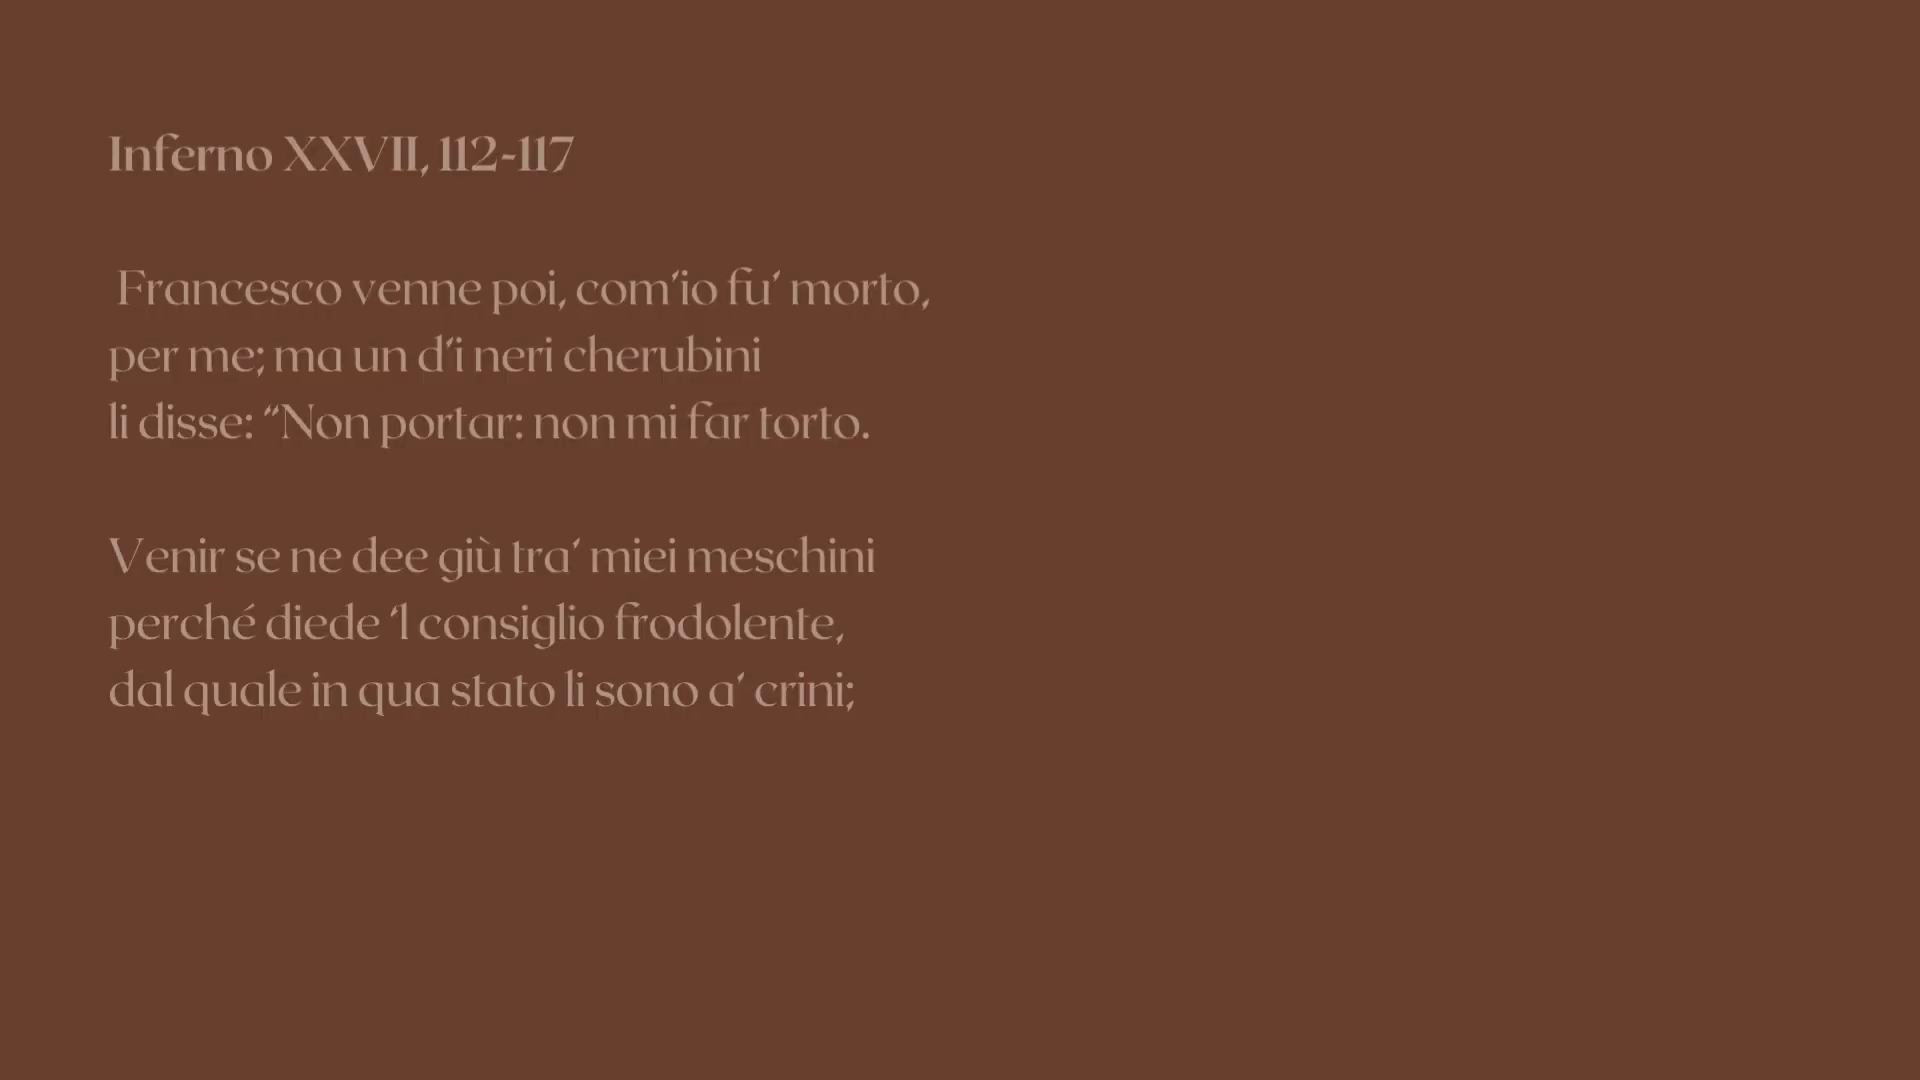 Inferno XXVII, 112-117
Francesco venne poi, com'io fu' morto,
per me; ma un d'i neri cherubini
li disse: "Non portar: non mi far torto.
Venir se ne dee giù tra' miei meschini
perché diede 'l consiglio frodolente,
dal quale in qua stato li sono a' crini;